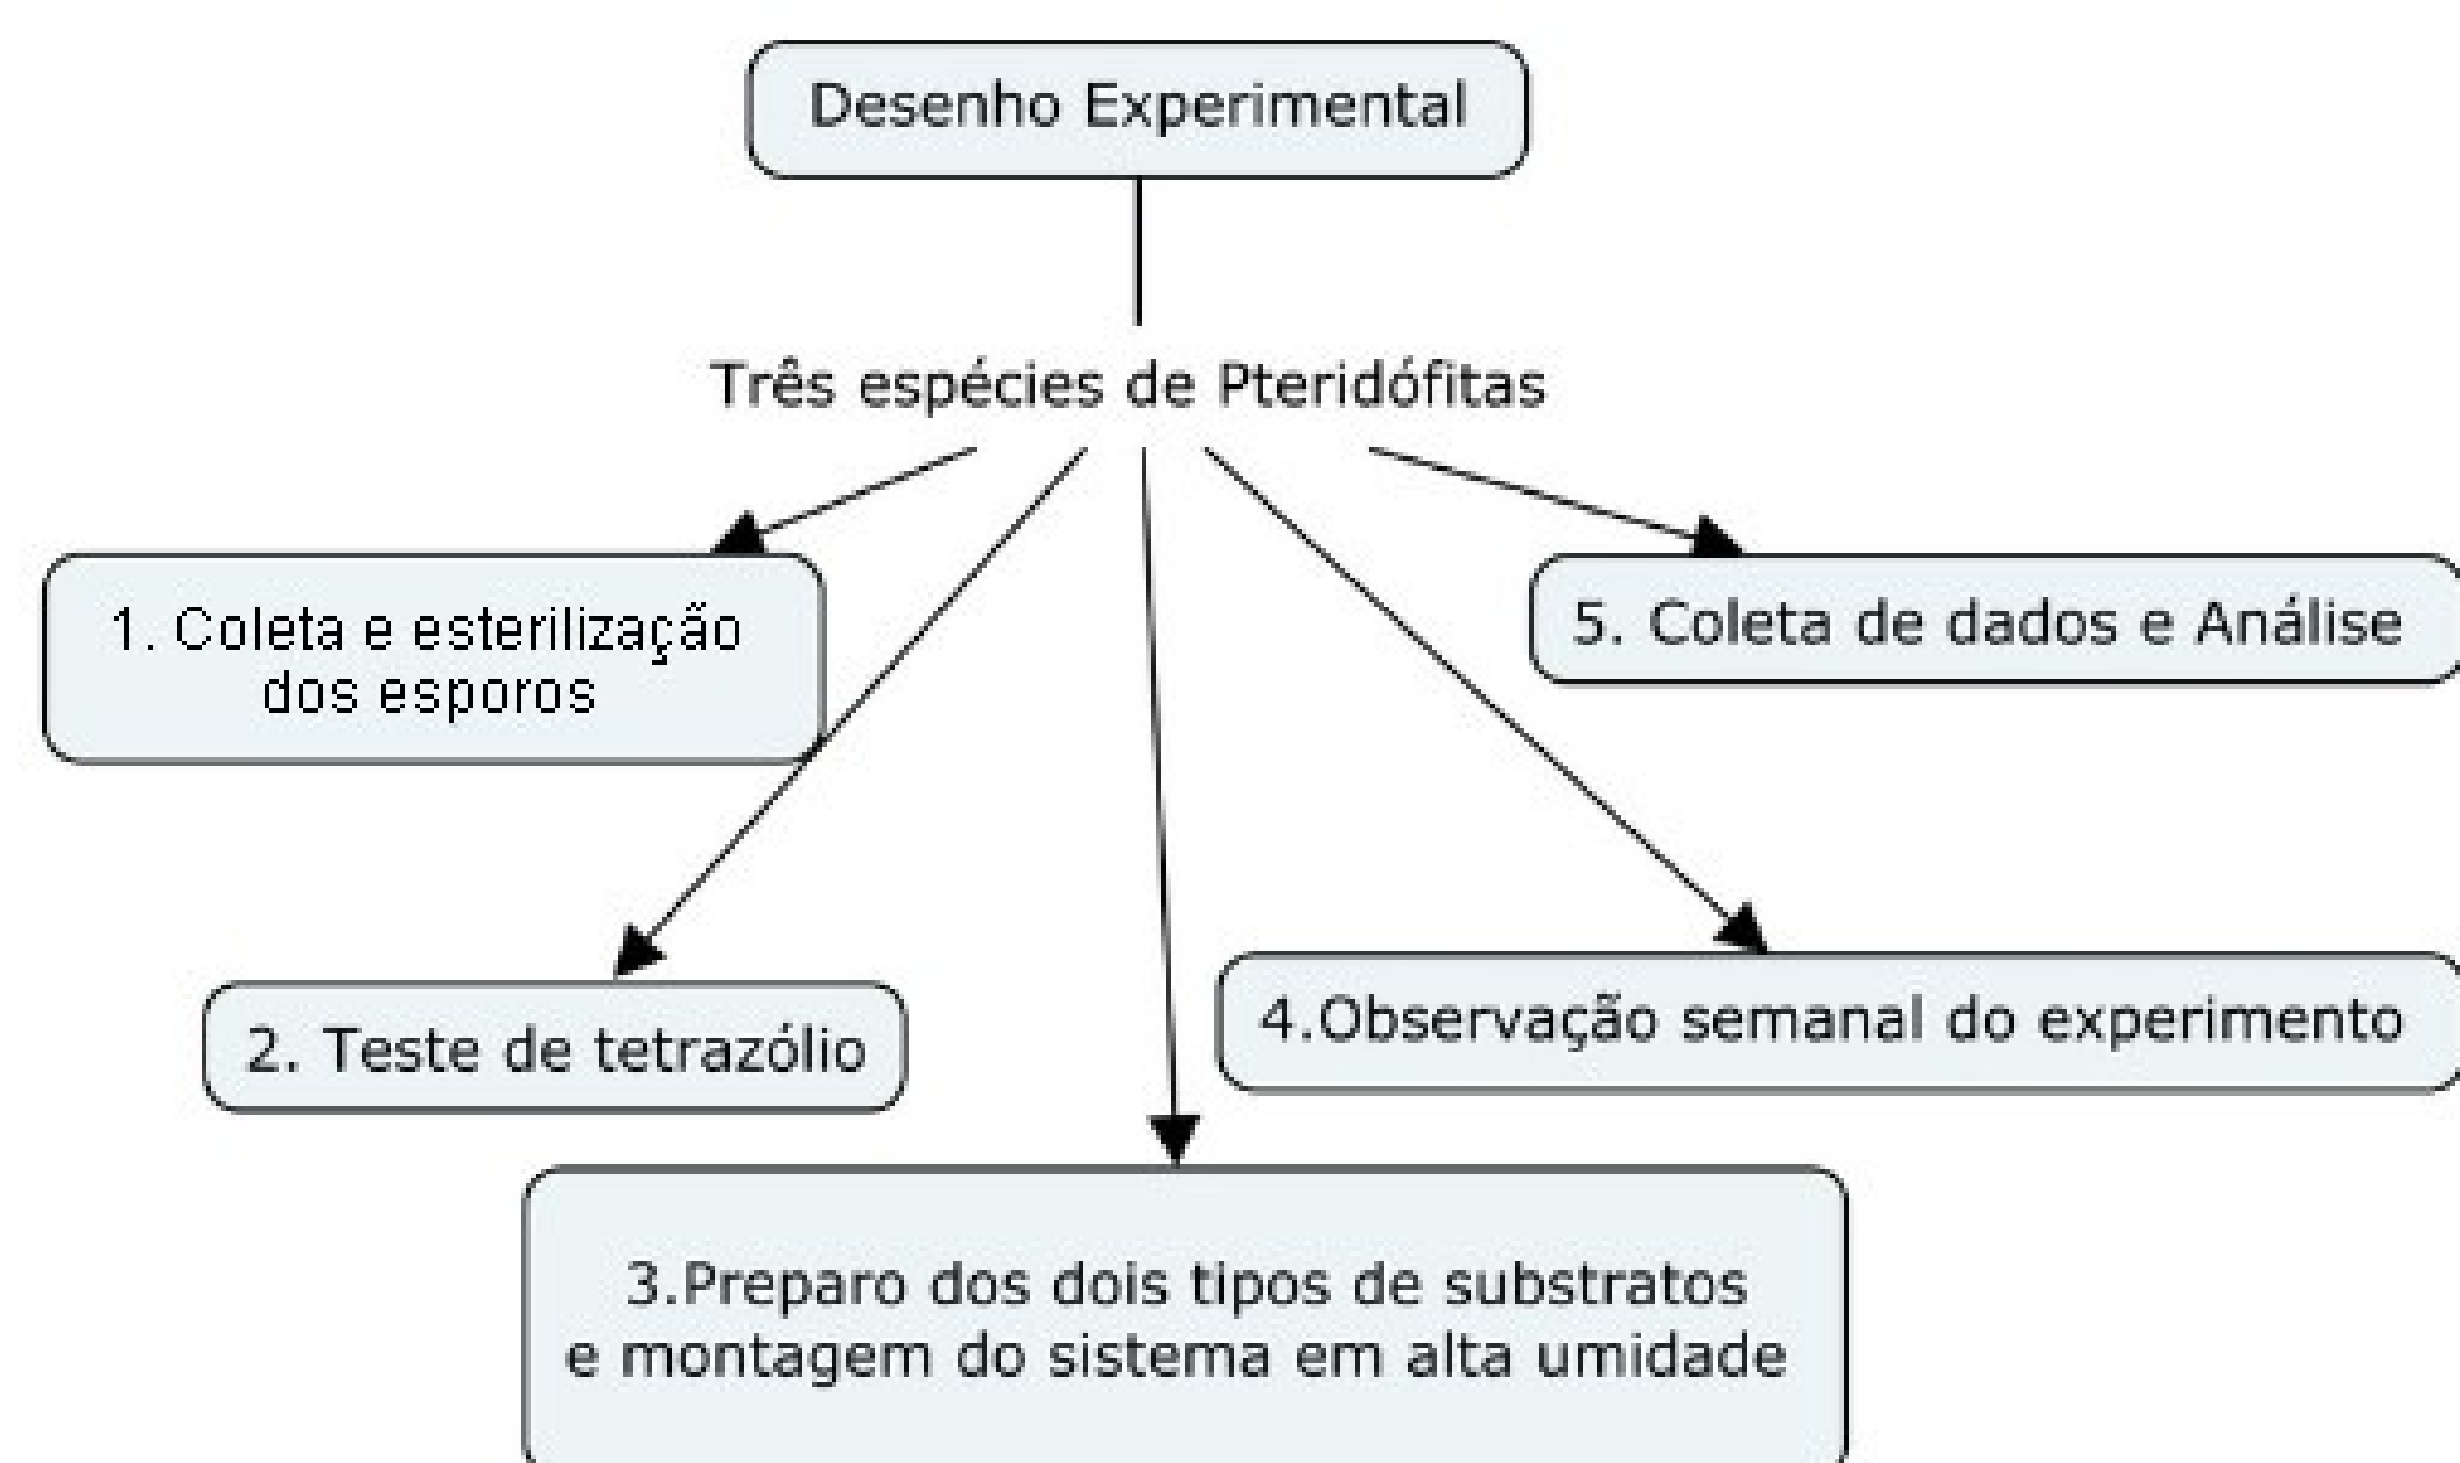 Desenho Experimental
Três espécies de Pteridófitas
1. Coleta e esterilização
dos esporos
2. Teste de tetrazólio
3.Preparo dos dois tipos de substratos
e montagem do sistema em alta umidade
4.Observação semanal do experimento
5. Coleta de dados e Análise